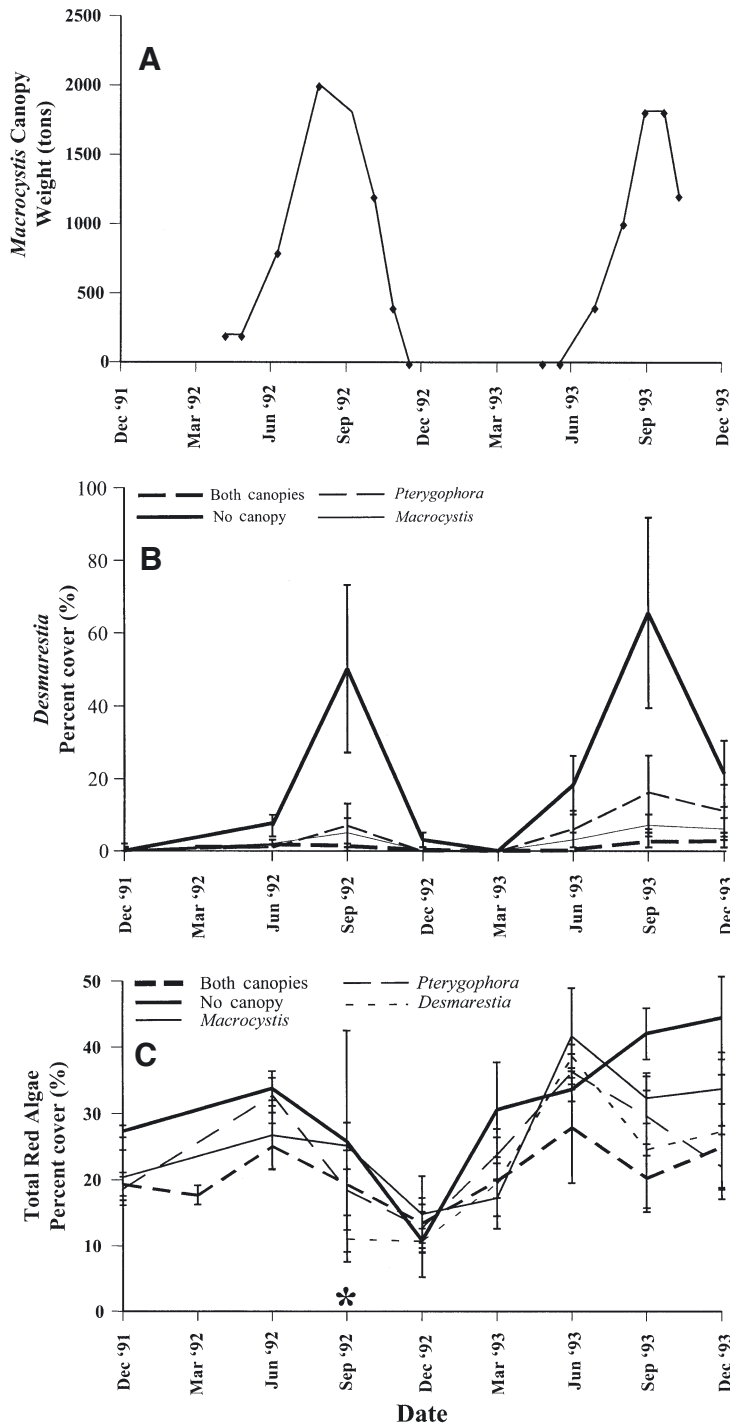 A
Macrocystis Canopy
Weight (tons)
2500
2000
1500
1000
500
0
Dec ‘91
Mar ‘92
Jun ‘92
Sep ‘92
Dec ‘92
Mar ‘93
Jun ‘93
Sep ‘93
Dec ‘93
B
Both canopies
Pterygophora
No canopy
Macrocystis
Desmarestia
Percent cover (%)
100
80
60
40
20
0
Dec ‘91
Mar ‘92
Jun ‘92
Sep ‘92
Dec ‘92
Mar ‘93
Jun ‘93
Sep ‘93
Dec ‘93
C
Both canopies
Pterygophora
No canopy
Desmarestia
Macrocystis
Total Red Algae
Percent cover (%)
50
40
30
20
10
0
*
Dec ‘91
Mar ‘92
Jun ‘92
Sep ‘92
Dec ‘92
Mar ‘93
Jun ‘93
Sep ‘93
Dec ‘93
Date